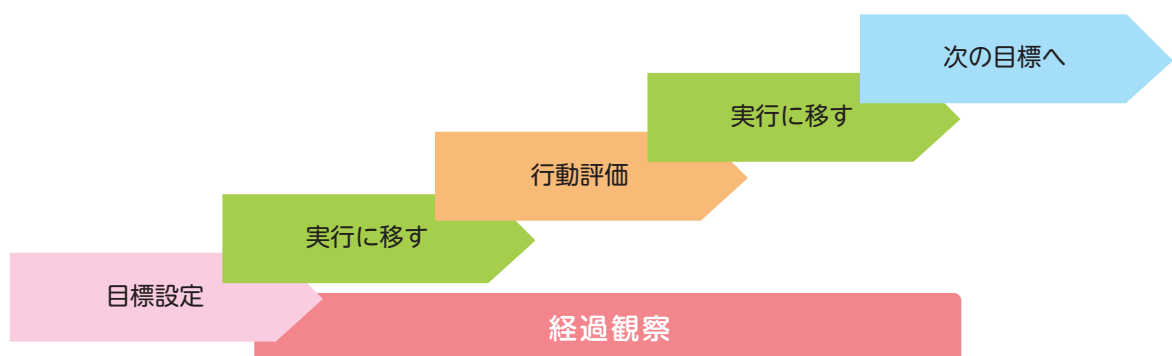 次の目標へ
実行に移す
行動評価
実行に移す
目標設定
経過観察